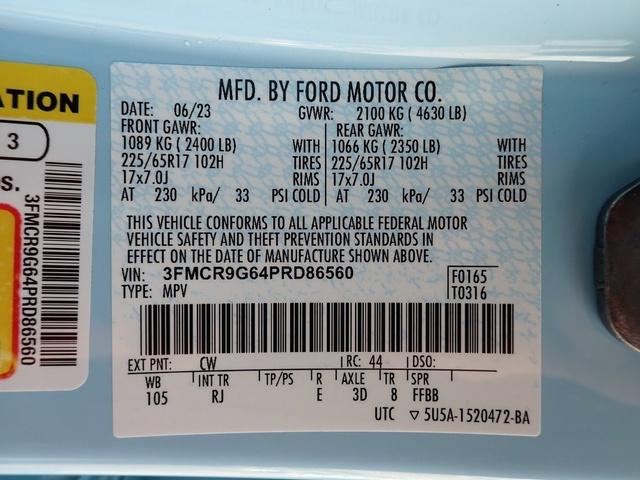 ATION
3
S.
3FMCR9G64PRD86560
MFD. BY FORD MOTOR CO.
DATE: 06/23 GVWR: 2100 KG ( 4630 LB)
FRONT GAWR: REAR GAWR:
1089 KG ( 2400 LB) WITH 1066 KG ( 2350 LB) WITH
225/65R17 102H TIRES 225/65R17 102H TIRES
17x7.0J RIMS 17x7.0J RIMS
AT 230 kPa/ 33 PSI COLD AT 230 kPa/ 33 PSI COLD
THIS VEHICLE CONFORMS TO ALL APPLICABLE FEDERAL MOTOR
VEHICLE SAFETY AND THEFT PREVENTION STANDARDS IN
EFFECT ON THE DATE OF MANUFACTURE SHOWN ABOVE.
VIN: 3FMCR9G64PRD86560 F0165
TYPE: MPV T0316
EXT PNT: CW RC: 44 DSO:
WB INT TR TP/PS R AXLE TR SPR
105 RJ E 3D 8 FFBB
UTC ▽ 5U5A-1520472-BA